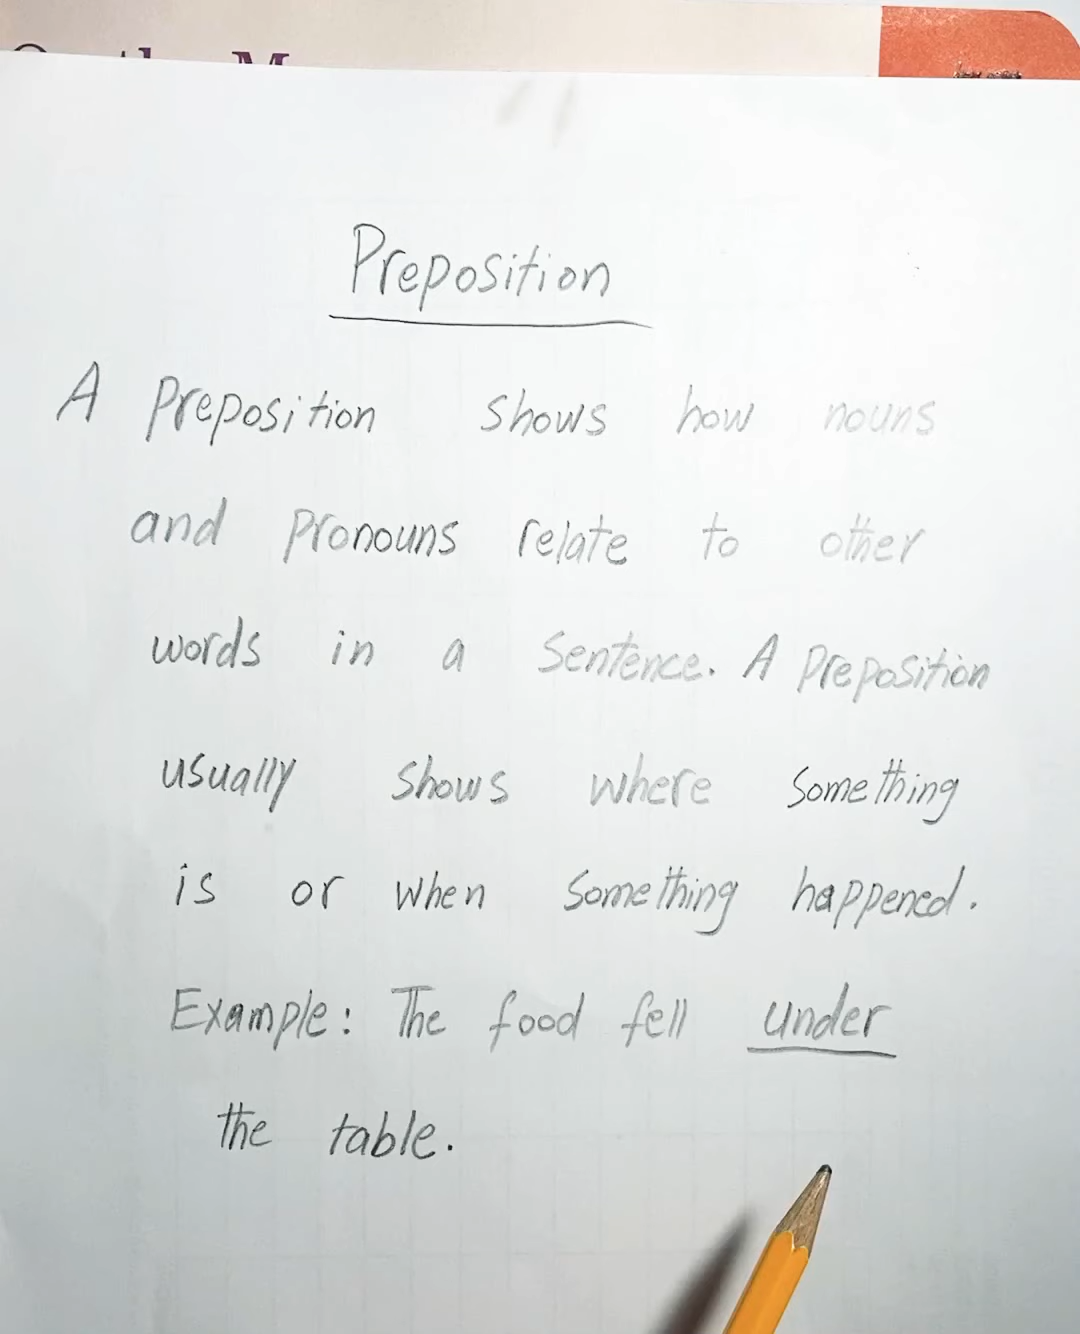 Preposition
A preposition shows how nouns
and pronouns relate to other
words in a sentence. A preposition
usually shows where something
is or when something happened.
Example: The food fell under
the table.